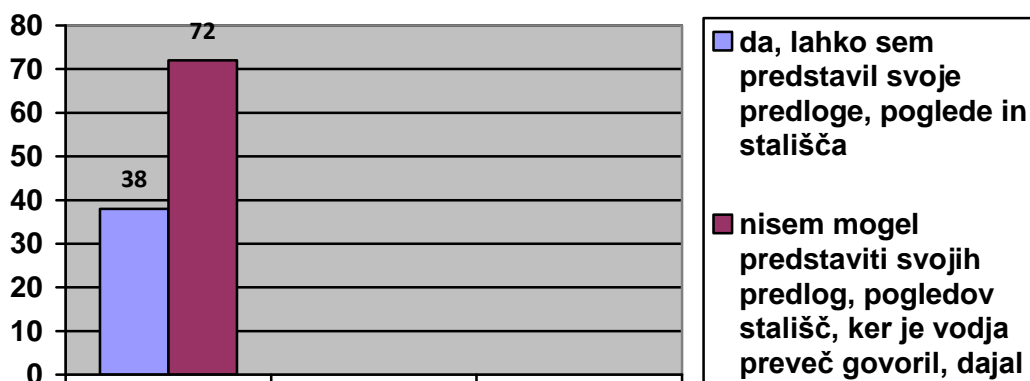 80
70
60
50
40
30
20
10
0
38
72
da, lahko sem
predstavil svoje
predloge, poglede in
stališča
nisem mogel
predstaviti svojih
predlog, pogledov
stališč, ker je vodja
preveč govoril, dajal